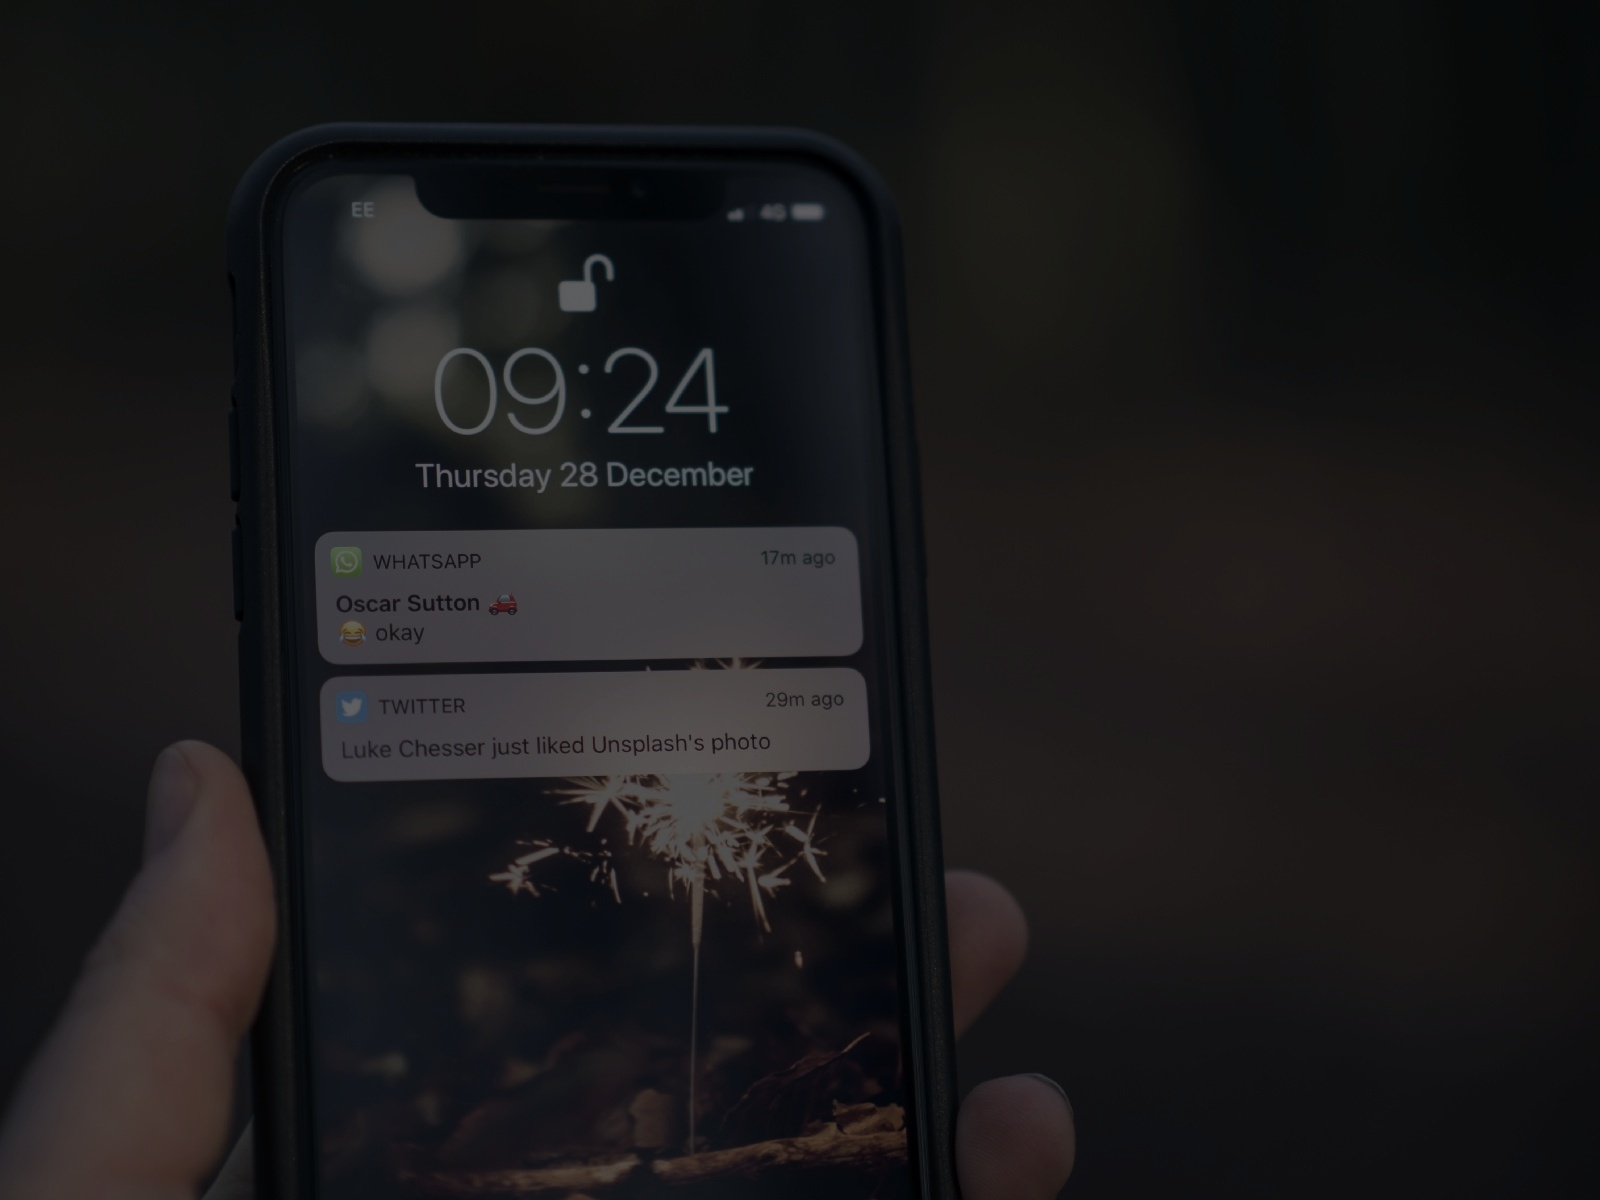 EE 4G
09:24
Thursday 28 December
WHATSAPP 17m ago
Oscar Sutton 🚗
😂 okay
TWITTER 29m ago
Luke Chesser just liked Unsplash's photo